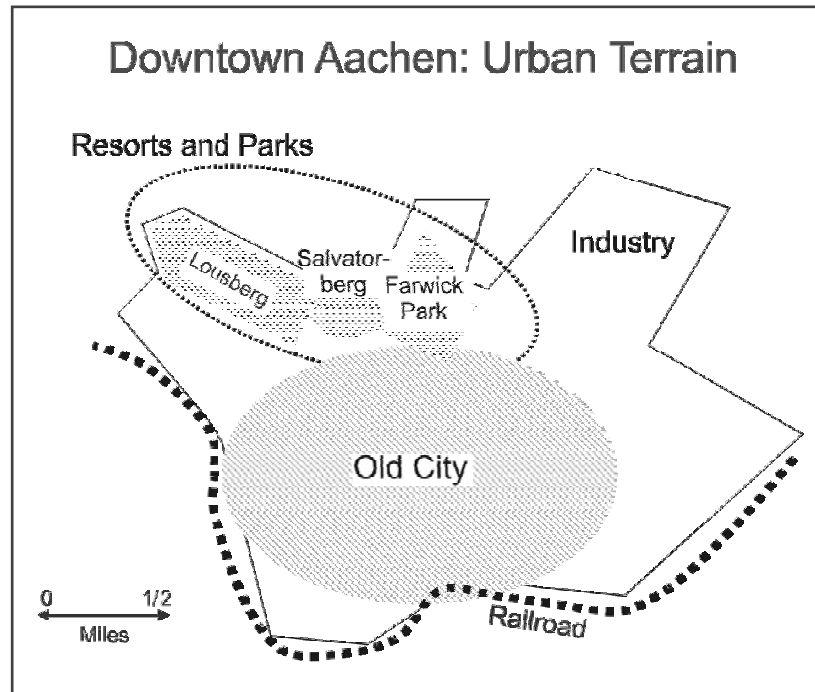 Downtown Aachen: Urban Terrain
Resorts and Parks
Industry
Salvator-
berg
Lousberg
Farwick
Park
Old City
0 1/2
Miles
Railroad